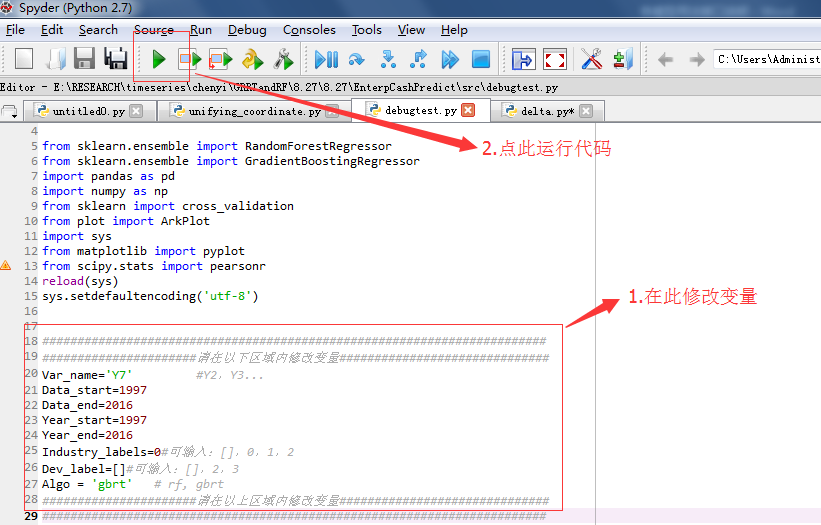 Spyder (Python 2.7)
File Edit Search Source Run Debug Consoles Tools View Help
C:\Users\Administ
Editor - E:\RESEARCH\timeseries\chenyi\GBRTandRF\8.27\8.27\EnterpCashPredict\src\debugtest.py
untitled0.py unifying_coordinate.py debugtest.py delta.py*
4
5 from sklearn.ensemble import RandomForestRegressor
6 from sklearn.ensemble import GradientBoostingRegressor
2.点此运行代码
7 import pandas as pd
8 import numpy as np
9 from sklearn import cross_validation
10 from plot import ArkPlot
11 import sys
12 from matplotlib import pyplot
13 from scipy.stats import pearsonr
14 reload(sys)
15 sys.setdefaultencoding('utf-8')
1.在此修改变量
16
17
18 ########################################################################
19 ######################请在以下区域内修改变量##############################
20 Var_name='Y7' #Y2, Y3...
21 Data_start=1997
22 Data_end=2016
23 Year_start=1997
24 Year_end=2016
25 Industry_labels=0#可输入：[], 0, 1, 2
26 Dev_label=[]#可输入：[], 2, 3
27 Algo = 'gbrt' # rf, gbrt
28 ######################请在以上区域内修改变量##############################
29 ########################################################################